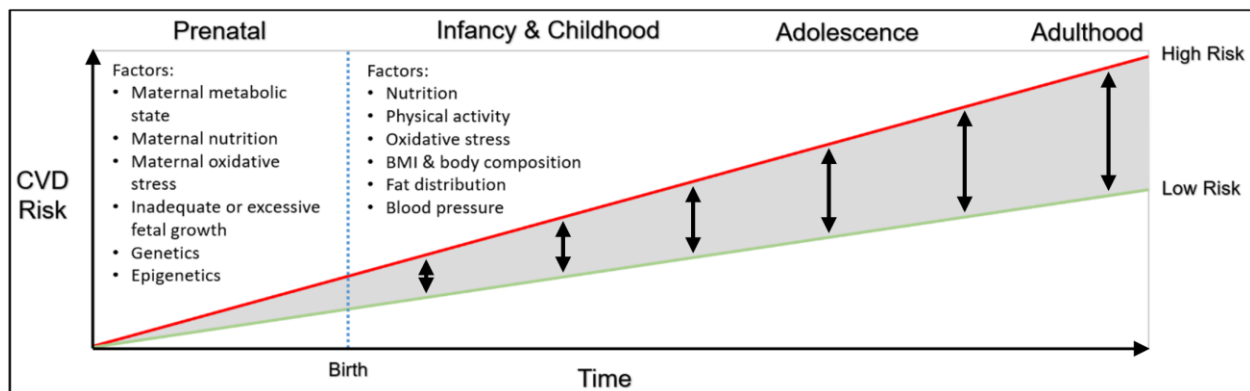 Prenatal
Infancy & Childhood
Adolescence
Adulthood
Factors:
• Maternal metabolic
state
• Maternal nutrition
• Maternal oxidative
stress
• Inadequate or excessive
fetal growth
• Genetics
• Epigenetics
Factors:
• Nutrition
• Physical activity
• Oxidative stress
• BMI & body composition
• Fat distribution
• Blood pressure
High Risk
Low Risk
CVD
Risk
Birth
Time